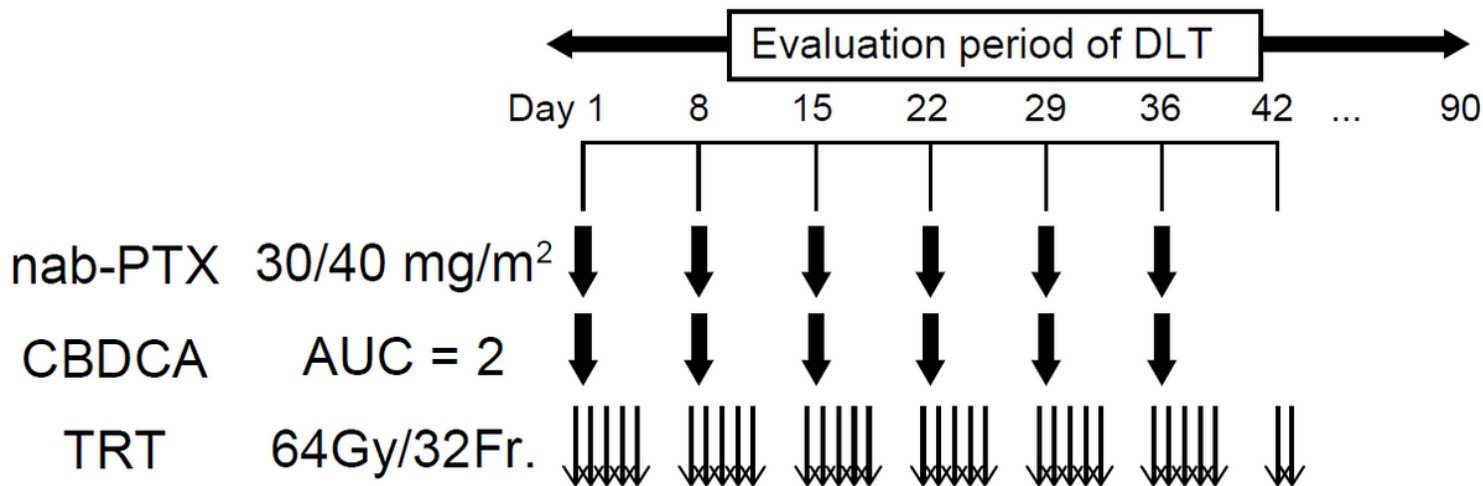 Evaluation period of DLT
Day 1 8 15 22 29 36 42 ... 90
nab-PTX 30/40 mg/m²
CBDCA AUC = 2
TRT 64Gy/32Fr.